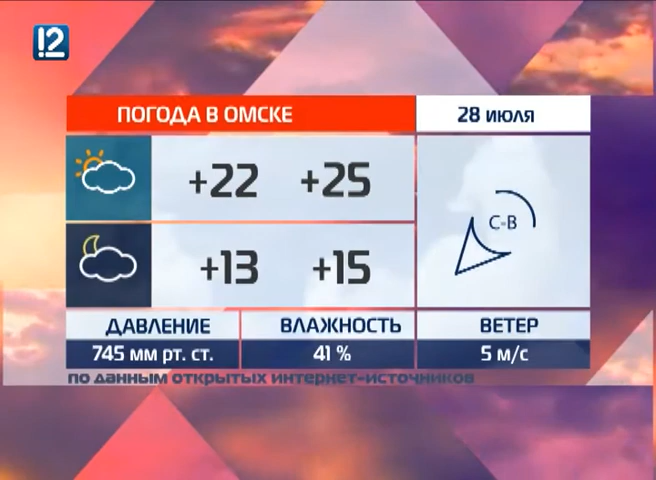 12
ПОГОДА В ОМСКЕ
28 ИЮЛЯ
+22 +25
С-В
+13 +15
ДАВЛЕНИЕ ВЛАЖНОСТЬ ВЕТЕР
745 мм рт. ст. 41 % 5 м/с
по данным открытых интернет-источников